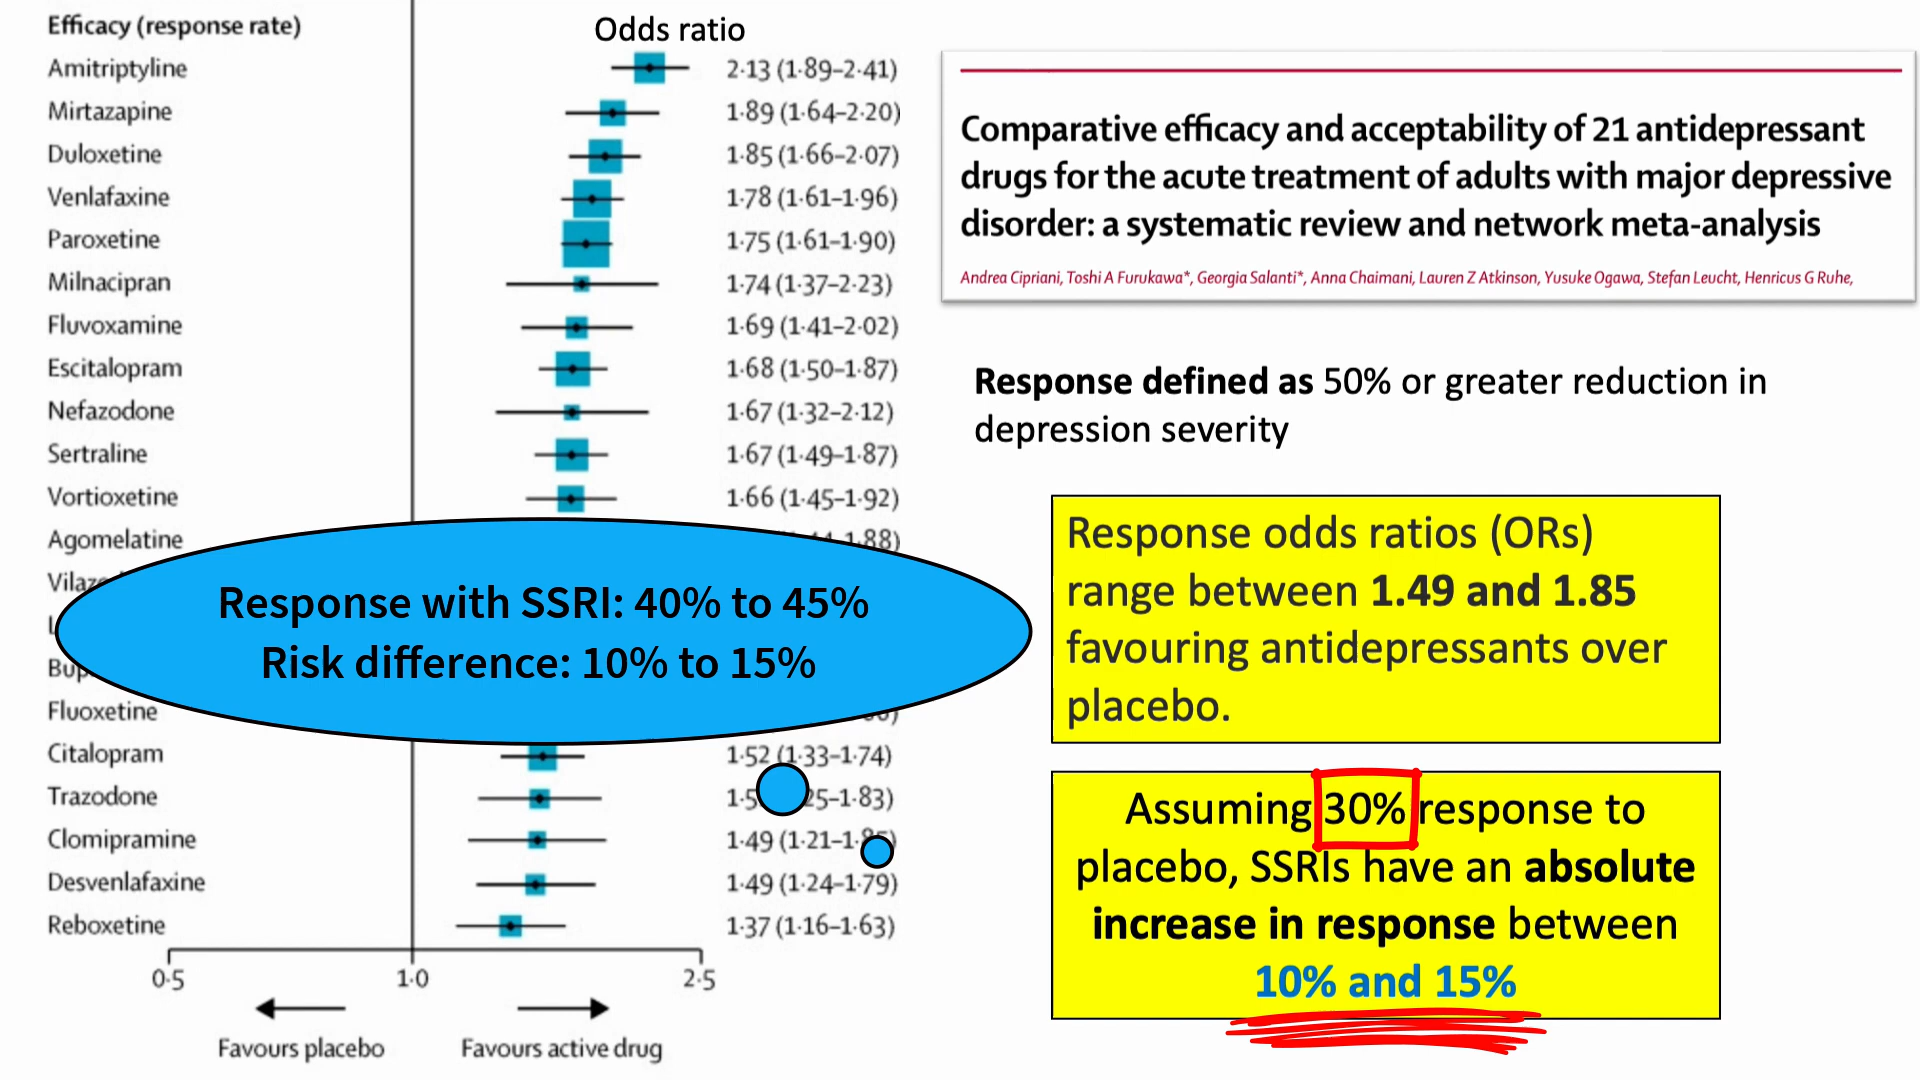 Efficacy (response rate)
Odds ratio
Amitriptyline 2·13 (1·89–2·41)
Mirtazapine 1·89 (1·64–2·20)
Duloxetine 1·85 (1·66–2·07)
Venlafaxine 1·78 (1·61–1·96)
Paroxetine 1·75 (1·61–1·90)
Milnacipran 1·74 (1·37–2·23)
Fluvoxamine 1·69 (1·41–2·02)
Escitalopram 1·68 (1·50–1·87)
Nefazodone 1·67 (1·32–2·12)
Sertraline 1·67 (1·49–1·87)
Vortioxetine 1·66 (1·45–1·92)
Agomelatine
Fluoxetine
Citalopram 1·52 (1·33–1·74)
Trazodone
Clomipramine 1·49
Desvenlafaxine 1·49 (1·24–1·79)
Reboxetine 1·37 (1·16–1·63)
0·5 1·0 2·5
Favours placebo Favours active drug
Response with SSRI: 40% to 45%
Risk difference: 10% to 15%
Comparative efficacy and acceptability of 21 antidepressant
drugs for the acute treatment of adults with major depressive
disorder: a systematic review and network meta-analysis
Andrea Cipriani, Toshi A Furukawa*, Georgia Salanti*, Anna Chaimani, Lauren Z Atkinson, Yusuke Ogawa, Stefan Leucht, Henricus G Ruhe,
Response defined as 50% or greater reduction in
depression severity
Response odds ratios (ORs)
range between 1.49 and 1.85
favouring antidepressants over
placebo.
Assuming 30% response to
placebo, SSRIs have an absolute
increase in response between
10% and 15%